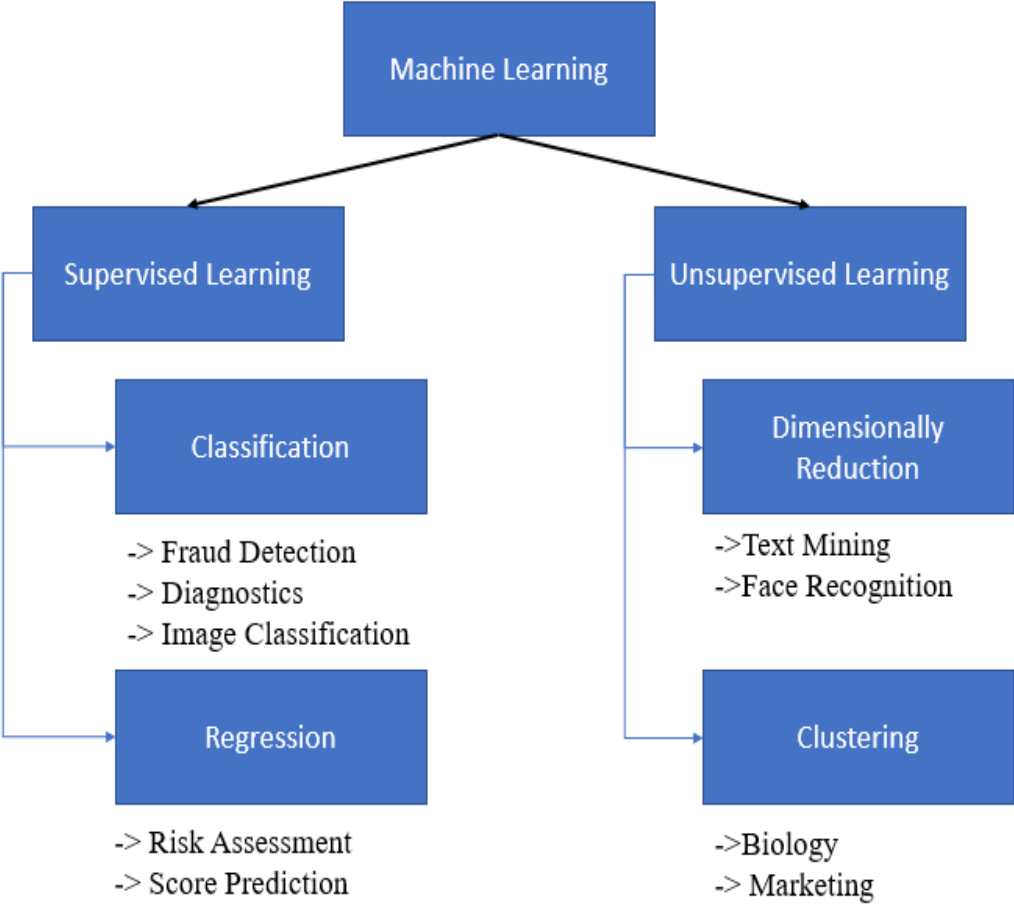 Machine Learning
Supervised Learning
Unsupervised Learning
Classification
-> Fraud Detection
-> Diagnostics
-> Image Classification
Regression
-> Risk Assessment
-> Score Prediction
Dimensionally
Reduction
->Text Mining
->Face Recognition
Clustering
->Biology
-> Marketing